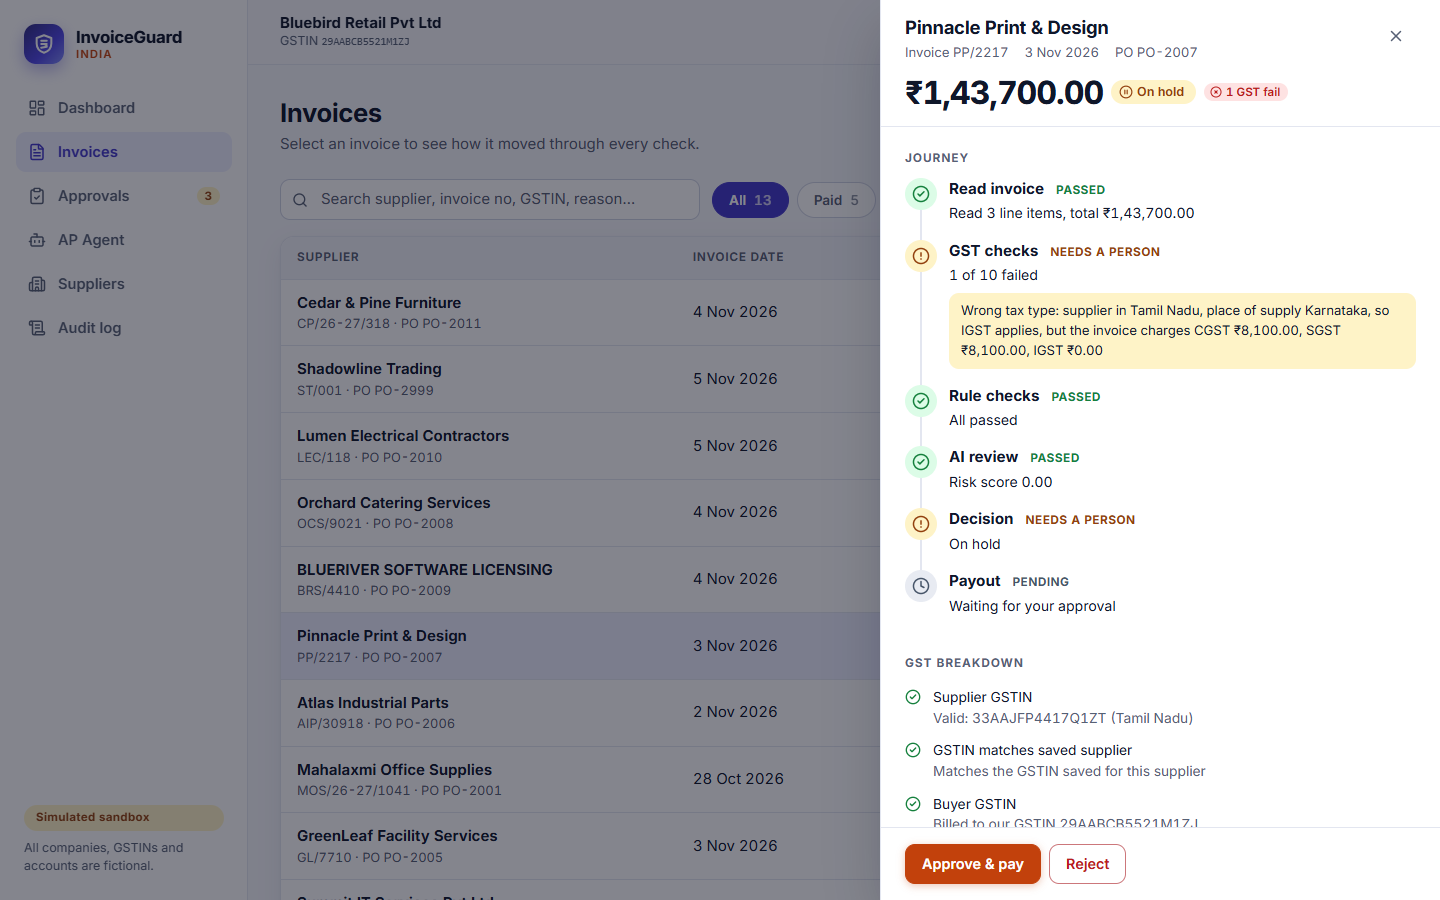 InvoiceGuard
INDIA
Dashboard
Invoices
Approvals 3
AP Agent
Suppliers
Audit log
Simulated sandbox
All companies, GSTINs and
accounts are fictional.
Bluebird Retail Pvt Ltd
GSTIN 29AABCB5521M1ZJ
Invoices
Select an invoice to see how it moved through every check.
Search supplier, invoice no, GSTIN, reason...
All 13
Paid 5
SUPPLIER INVOICE DATE
Cedar & Pine Furniture
CP/26-27/318 · PO PO-2011
4 Nov 2026
Shadowline Trading
ST/001 · PO PO-2999
5 Nov 2026
Lumen Electrical Contractors
LEC/118 · PO PO-2010
5 Nov 2026
Orchard Catering Services
OCS/9021 · PO PO-2008
4 Nov 2026
BLUERIVER SOFTWARE LICENSING
BRS/4410 · PO PO-2009
4 Nov 2026
Pinnacle Print & Design
PP/2217 · PO PO-2007
3 Nov 2026
Atlas Industrial Parts
AIP/30918 · PO PO-2006
2 Nov 2026
Mahalaxmi Office Supplies
MOS/26-27/1041 · PO PO-2001
28 Oct 2026
GreenLeaf Facility Services
GL/7710 · PO PO-2005
3 Nov 2026
Pinnacle Print & Design
Invoice PP/2217 3 Nov 2026 PO PO-2007
₹1,43,700.00 On hold 1 GST fail
JOURNEY
Read invoice PASSED
Read 3 line items, total ₹1,43,700.00
GST checks NEEDS A PERSON
1 of 10 failed
Wrong tax type: supplier in Tamil Nadu, place of supply Karnataka, so
IGST applies, but the invoice charges CGST ₹8,100.00, SGST
₹8,100.00, IGST ₹0.00
Rule checks PASSED
All passed
AI review PASSED
Risk score 0.00
Decision NEEDS A PERSON
On hold
Payout PENDING
Waiting for your approval
GST BREAKDOWN
Supplier GSTIN
Valid: 33AAJFP4417Q1ZT (Tamil Nadu)
GSTIN matches saved supplier
Matches the GSTIN saved for this supplier
Buyer GSTIN
Billed to our GSTIN 29AABCB5521M1ZJ
Approve & pay
Reject